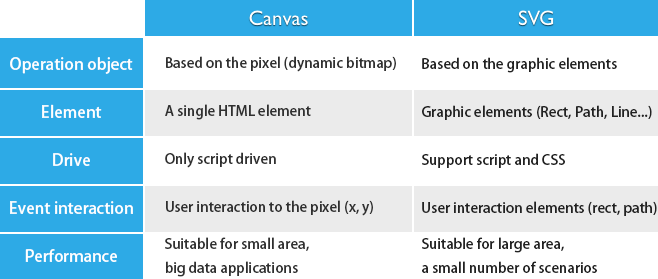 Canvas SVG
Operation object Based on the pixel (dynamic bitmap) Based on the graphic elements
Element A single HTML element Graphic elements (Rect, Path, Line...)
Drive Only script driven Support script and CSS
Event interaction User interaction to the pixel (x, y) User interaction elements (rect, path)
Performance Suitable for small area, Suitable for large area,
big data applications a small number of scenarios